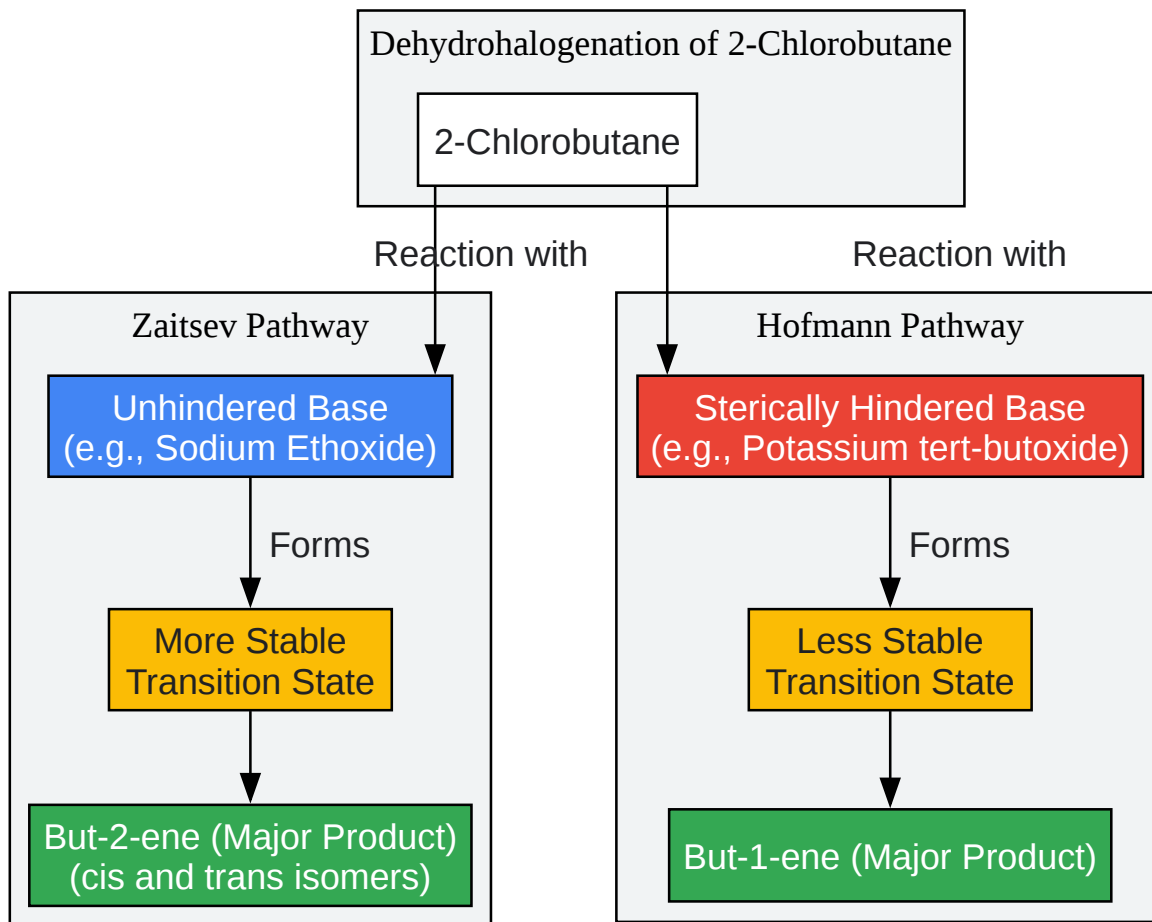 Dehydrohalogenation of 2-Chlorobutane
2-Chlorobutane
Reaction with
Reaction with
Zaitsev Pathway
Unhindered Base
(e.g., Sodium Ethoxide)
Forms
More Stable
Transition State
But-2-ene (Major Product)
(cis and trans isomers)
Hofmann Pathway
Sterically Hindered Base
(e.g., Potassium tert-butoxide)
Forms
Less Stable
Transition State
But-1-ene (Major Product)